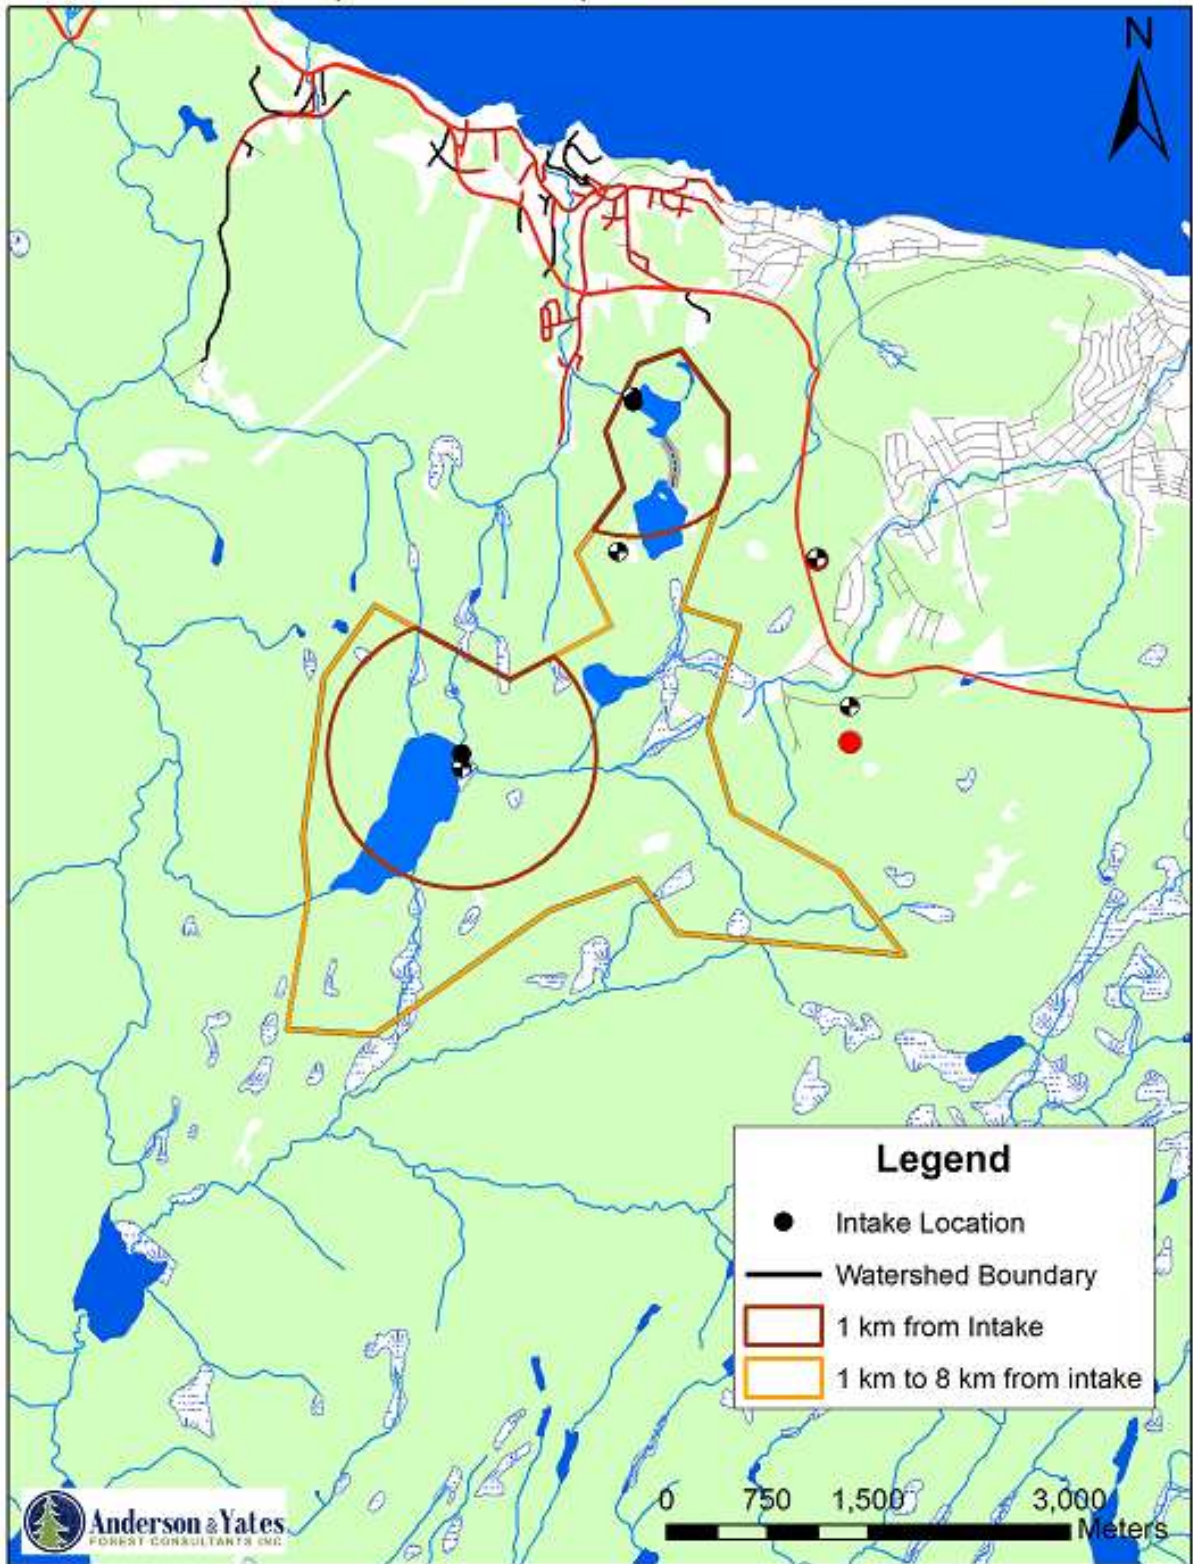 N
Legend
Intake Location
Watershed Boundary
1 km from Intake
1 km to 8 km from intake
0 750 1,500 3,000
Meters
Anderson & Yates
FOREST CONSULTANTS INC